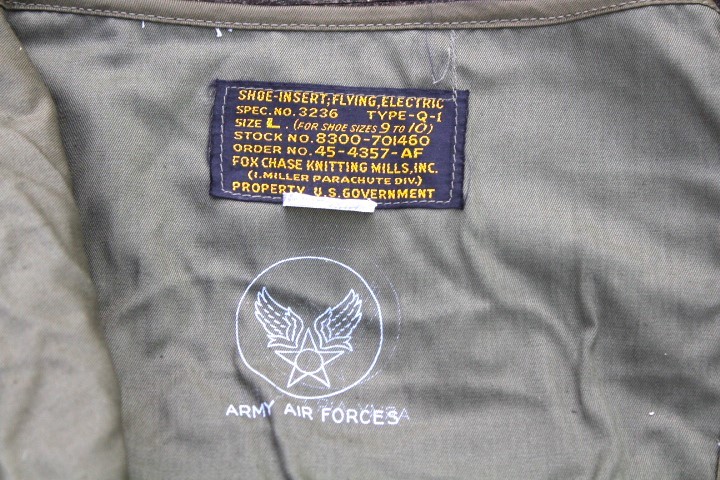 SHOE-INSERT; FLYING, ELECTRIC
SPEC. NO. 3236 TYPE-Q-1
SIZE L. (FOR SHOE SIZES 9 TO 10)
STOCK NO. 8300-701460
ORDER NO. 45-4357-AF
FOX CHASE KNITTING MILLS, INC.
(I. MILLER PARACHUTE DIV.)
PROPERTY U.S. GOVERNMENT
ARMY AIR FORCES